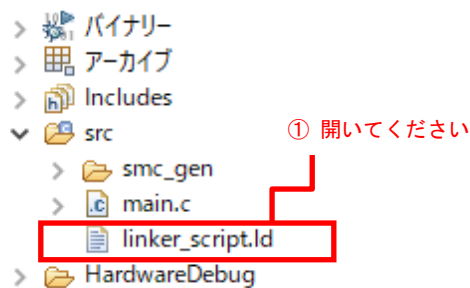 バイナリー
アーカイブ
Includes
src
① 開いてください
smc_gen
main.c
linker_script.ld
HardwareDebug